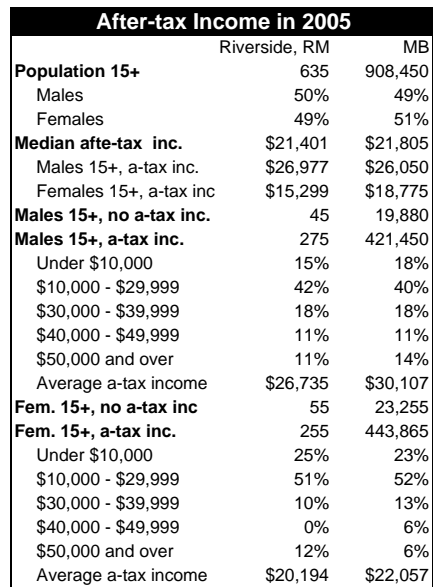 After-tax Income in 2005
Riverside, RM MB
Population 15+ 635 908,450
Males 50% 49%
Females 49% 51%
Median afte-tax inc. $21,401 $21,805
Males 15+, a-tax inc. $26,977 $26,050
Females 15+, a-tax inc $15,299 $18,775
Males 15+, no a-tax inc. 45 19,880
Males 15+, a-tax inc. 275 421,450
Under $10,000 15% 18%
$10,000 - $29,999 42% 40%
$30,000 - $39,999 18% 18%
$40,000 - $49,999 11% 11%
$50,000 and over 11% 14%
Average a-tax income $26,735 $30,107
Fem. 15+, no a-tax inc 55 23,255
Fem. 15+, a-tax inc. 255 443,865
Under $10,000 25% 23%
$10,000 - $29,999 51% 52%
$30,000 - $39,999 10% 13%
$40,000 - $49,999 0% 6%
$50,000 and over 12% 6%
Average a-tax income $20,194 $22,057